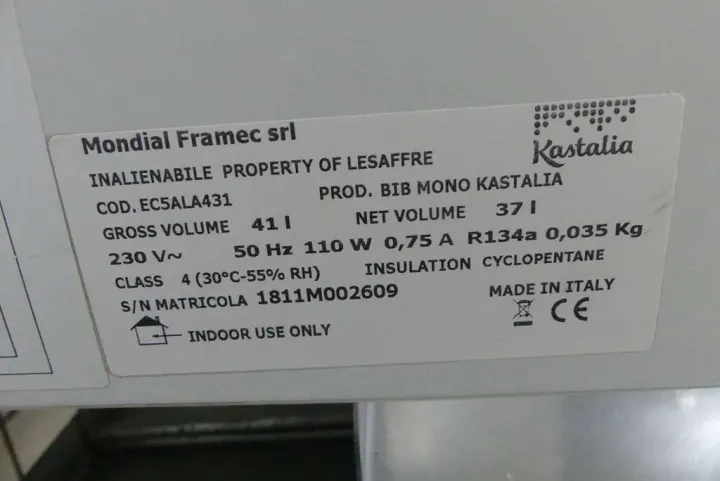 Mondial Framec srl
Kastalia
INALIENABILE PROPERTY OF LESAFFRE
COD. EC5ALA431 PROD. BIB MONO KASTALIA
GROSS VOLUME 41 l NET VOLUME 37 l
230 V~ 50 Hz 110 W 0,75 A R134a 0,035 Kg
CLASS 4 (30°C-55% RH) INSULATION CYCLOPENTANE
S/N MATRICOLA 1811M002609 MADE IN ITALY
INDOOR USE ONLY CE